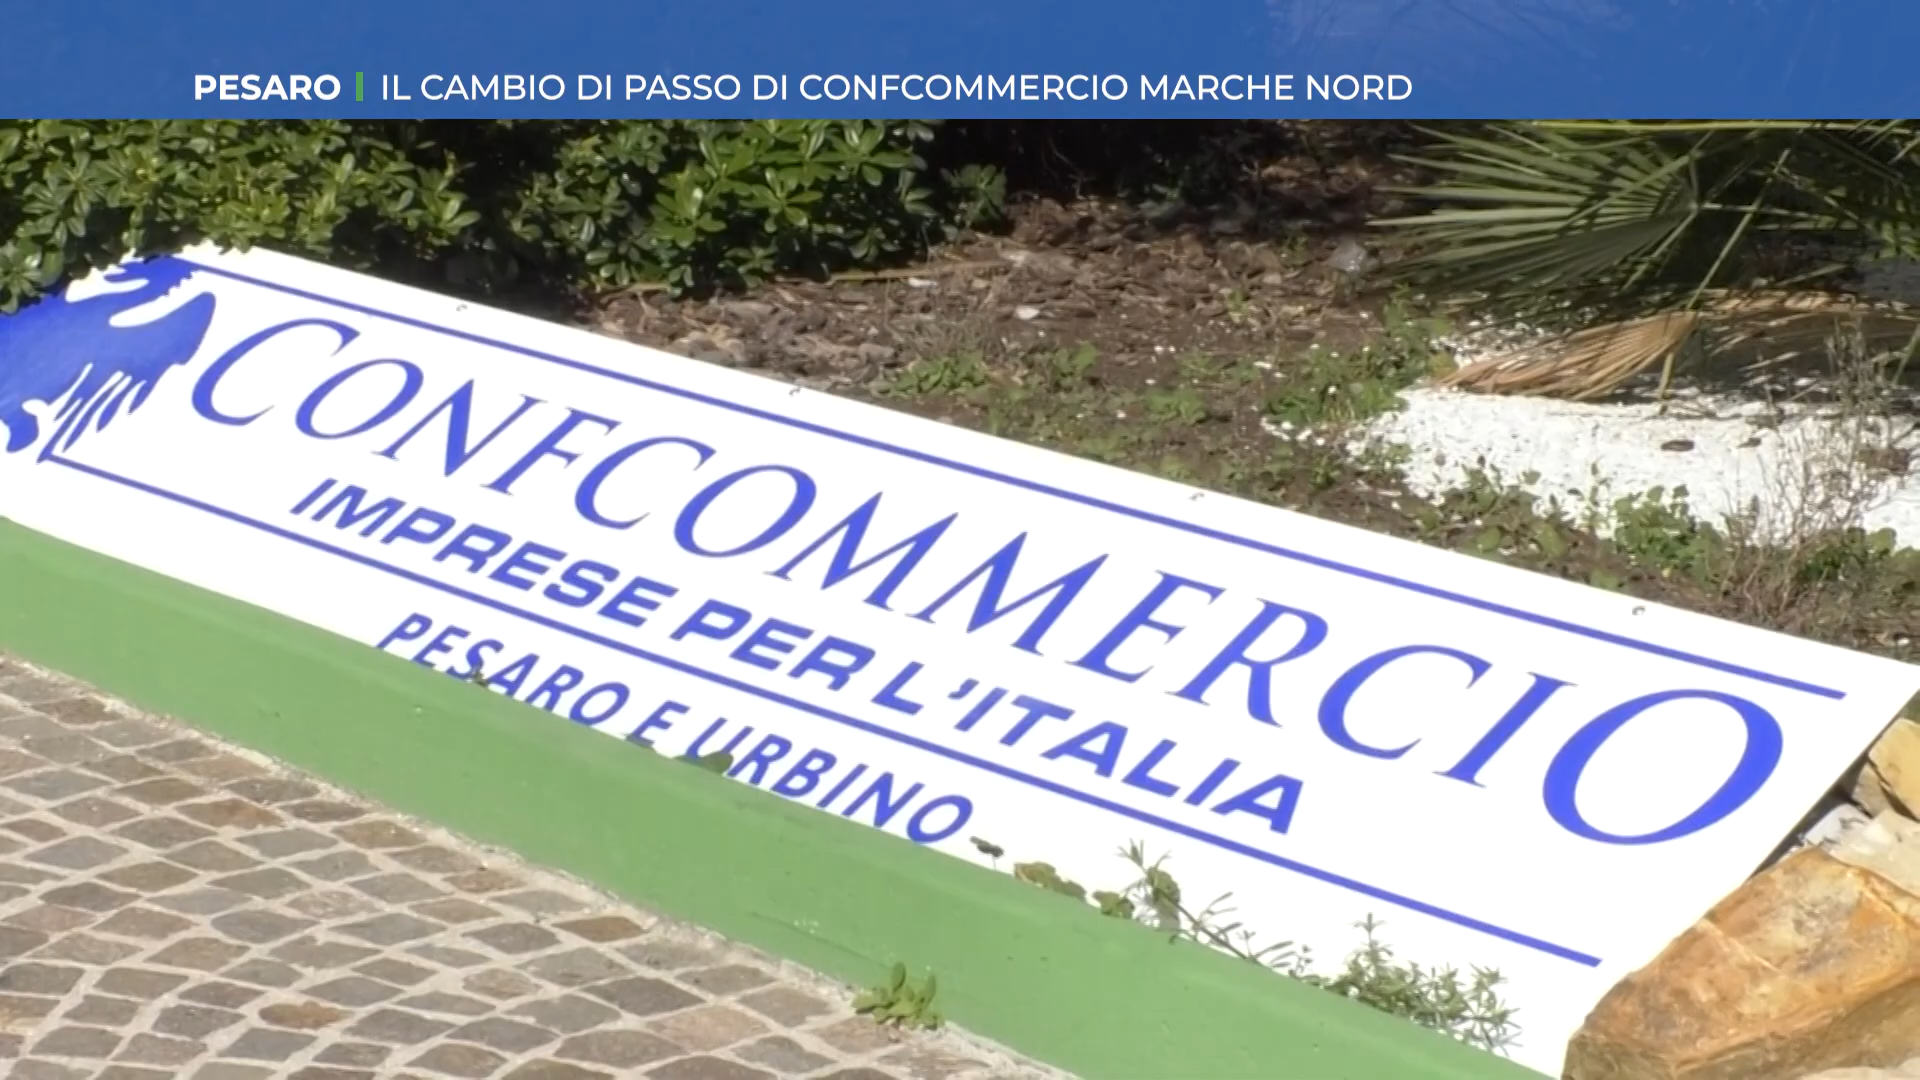 PESARO | IL CAMBIO DI PASSO DI CONFCOMMERCIO MARCHE NORD
CONFCOMMERCIO
IMPRESE PER L'ITALIA
PESARO E URBINO